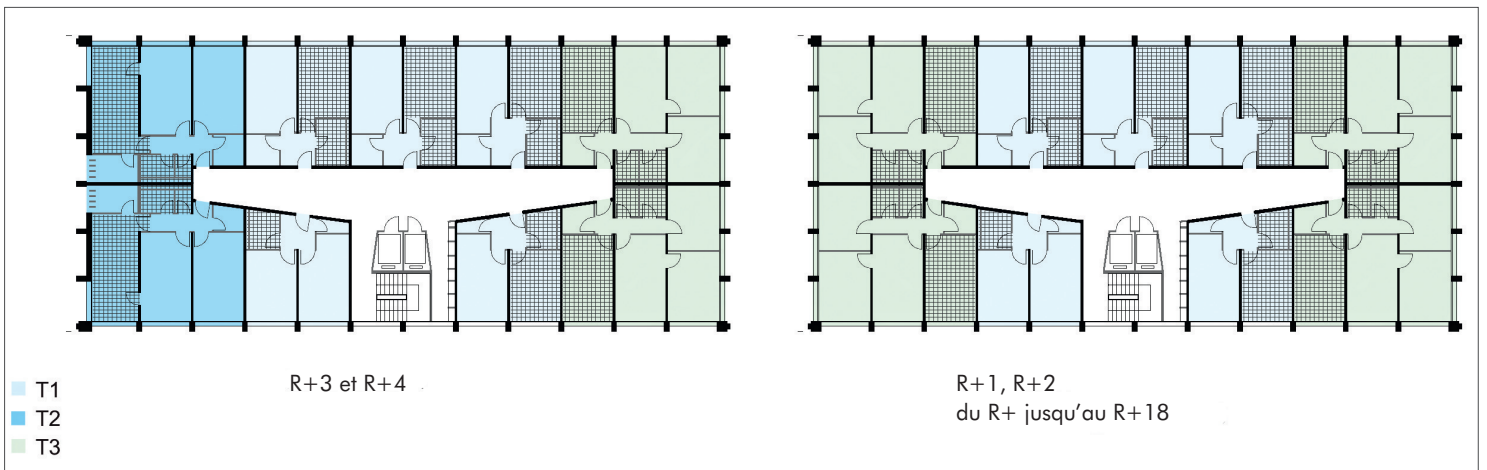 R+3 et R+4
R+1, R+2
du R+ jusqu'au R+18
T1
T2
T3